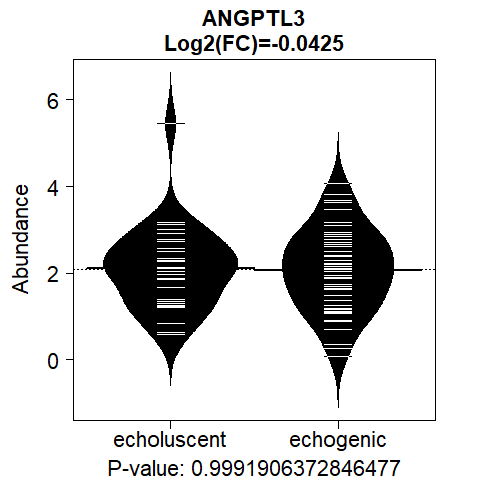 ANGPTL3
Log2(FC)=-0.0425
Abundance
6
4
2
0
echoluscent echogenic
P-value: 0.9991906372846477